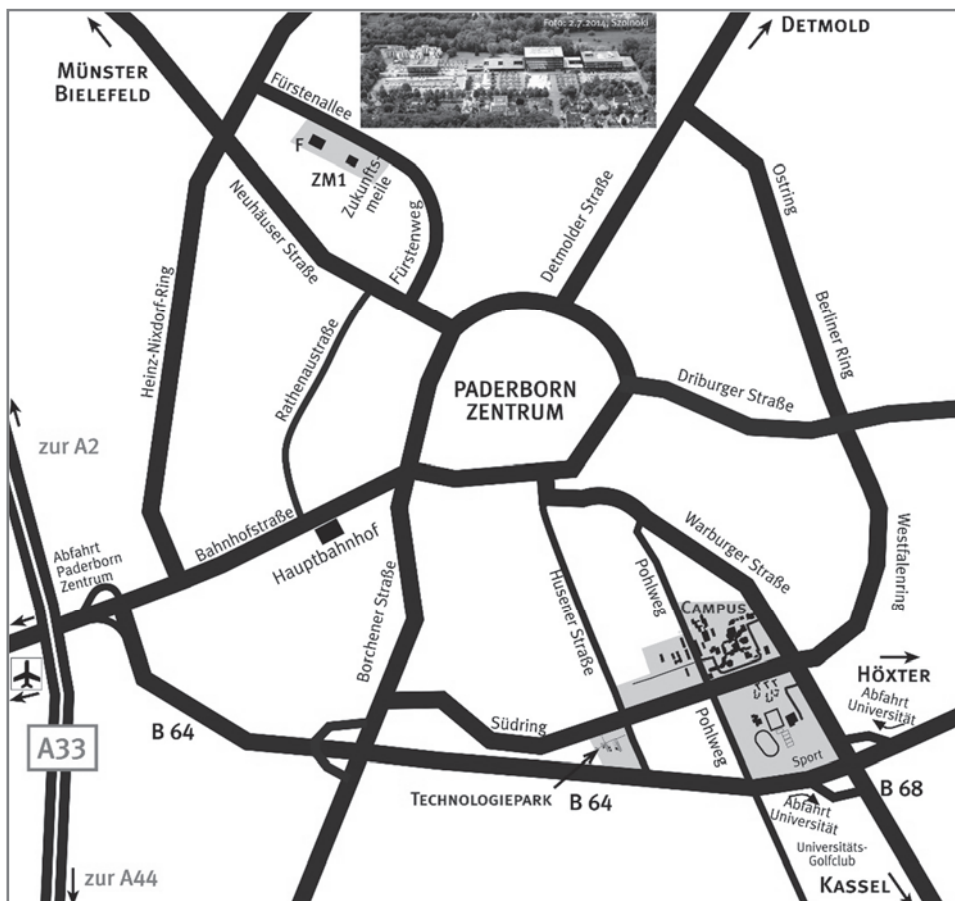 Foto: 2.7.2014, Szolnoki
DETMOLD
MÜNSTER
BIELEFELD
Fürstenallee
F
ZM1
Zukunfts-
meile
Neuhäuser Straße
Fürstenweg
Detmolder Straße
Ostring
Heinz-Nixdorf-Ring
Rathenaustraße
Berliner Ring
PADERBORN
ZENTRUM
Driburger Straße
zur A2
Bahnhofstraße
Hauptbahnhof
Abfahrt
Paderborn
Zentrum
Borchener Straße
Husener Straße
Pohlweg
Warburger Straße
Westfalenring
CAMPUS
HÖXTER
Abfahrt
Universität
A33
B 64
Südring
Pohlweg
Sport
TECHNOLOGIEPARK
B 64
B 68
Abfahrt
Universität
Universitäts-
Golfclub
zur A44
KASSEL